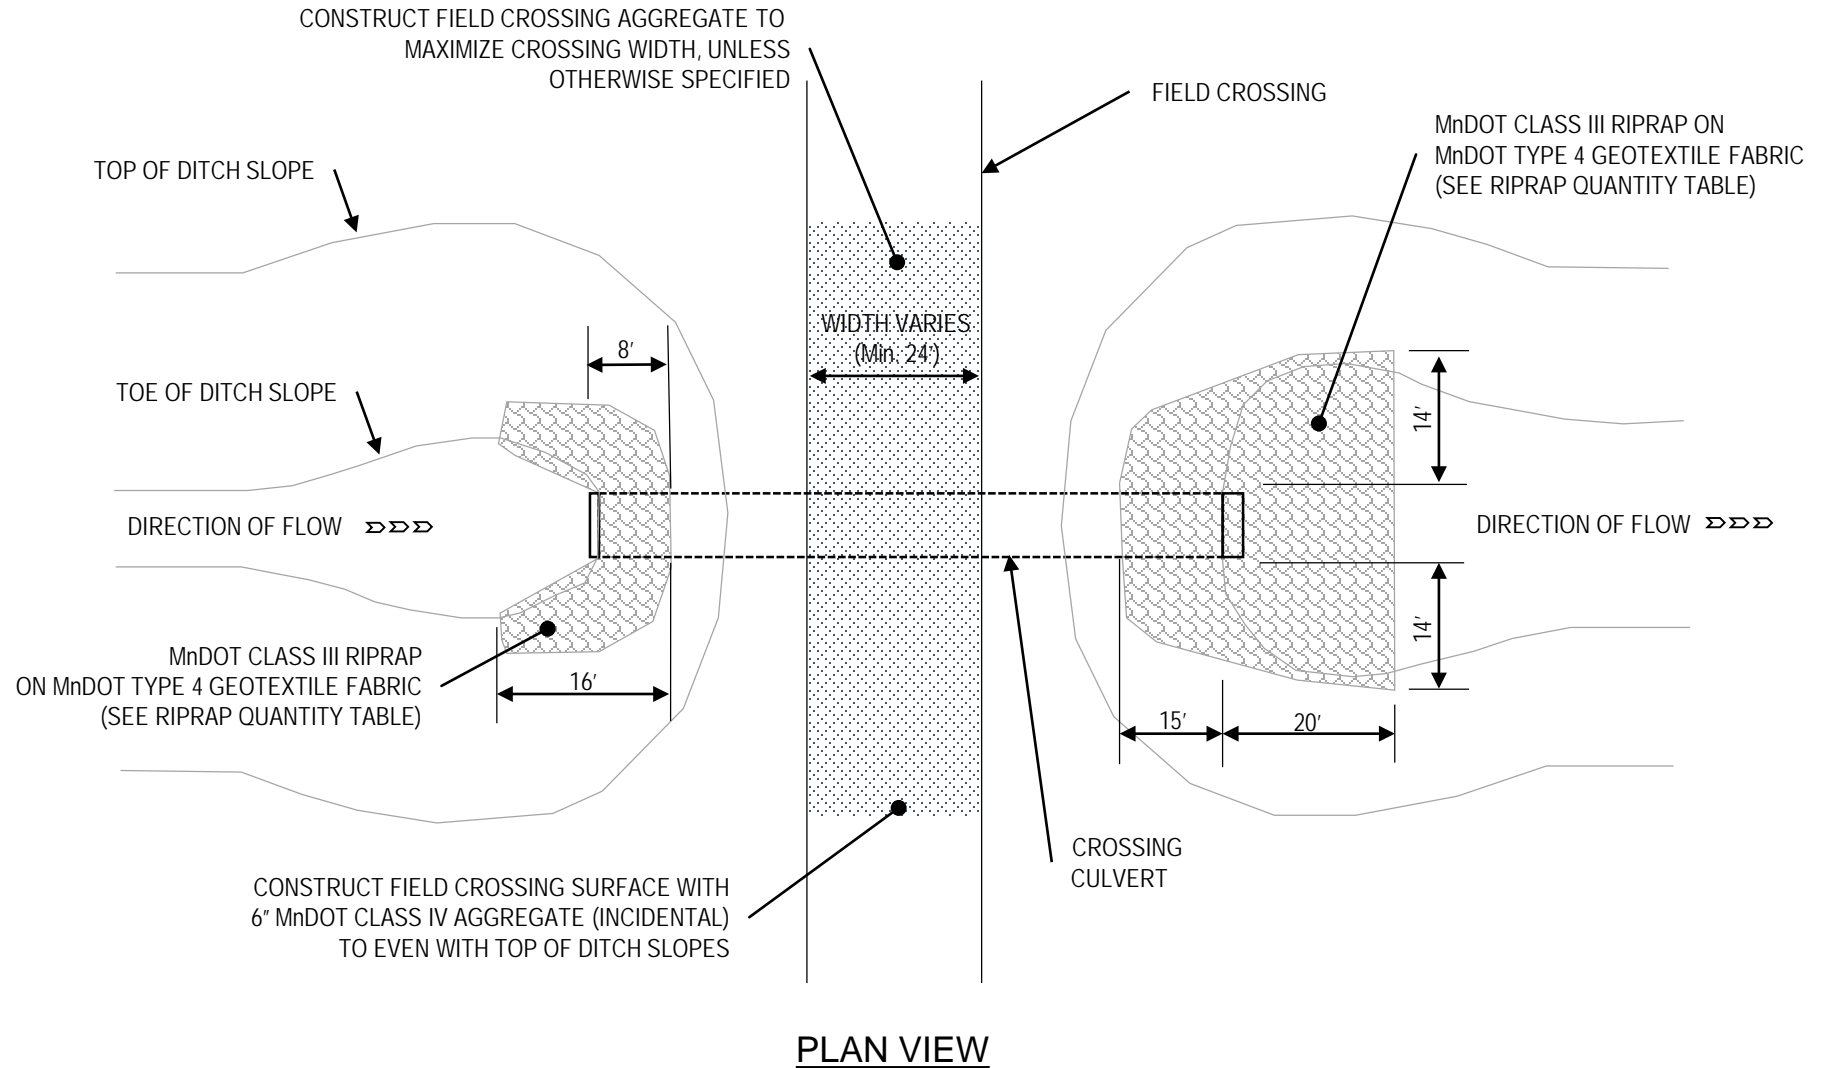 CONSTRUCT FIELD CROSSING AGGREGATE TO
MAXIMIZE CROSSING WIDTH, UNLESS
OTHERWISE SPECIFIED
FIELD CROSSING
MnDOT CLASS III RIPRAP ON
MnDOT TYPE 4 GEOTEXTILE FABRIC
(SEE RIPRAP QUANTITY TABLE)
TOP OF DITCH SLOPE
WIDTH VARIES
(Min. 24')
8'
TOE OF DITCH SLOPE
14'
DIRECTION OF FLOW
DIRECTION OF FLOW
14'
MnDOT CLASS III RIPRAP
ON MnDOT TYPE 4 GEOTEXTILE FABRIC
(SEE RIPRAP QUANTITY TABLE)
16'
15'
20'
CROSSING
CULVERT
CONSTRUCT FIELD CROSSING SURFACE WITH
6" MnDOT CLASS IV AGGREGATE (INCIDENTAL)
TO EVEN WITH TOP OF DITCH SLOPES
PLAN VIEW